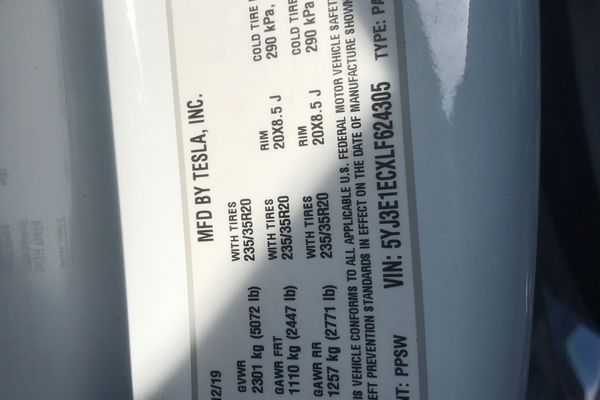 MFD BY TESLA, INC.
12/19
GVWR
2301 kg (5072 lb)
WITH TIRES
235/35R20
RIM
20X8.5 J
COLD TIRE
290 kPa,
GAWR FRT
1110 kg (2447 lb)
WITH TIRES
235/35R20
RIM
20X8.5 J
COLD TIRE
290 kPa,
GAWR RR
1257 kg (2771 lb)
WITH TIRES
235/35R20
IS VEHICLE CONFORMS TO ALL APPLICABLE U.S. FEDERAL MOTOR VEHICLE SAFETY
EFT PREVENTION STANDARDS IN EFFECT ON THE DATE OF MANUFACTURE SHOWN
NT: PPSW VIN: 5YJ3E1ECXLF624305 TYPE: PA